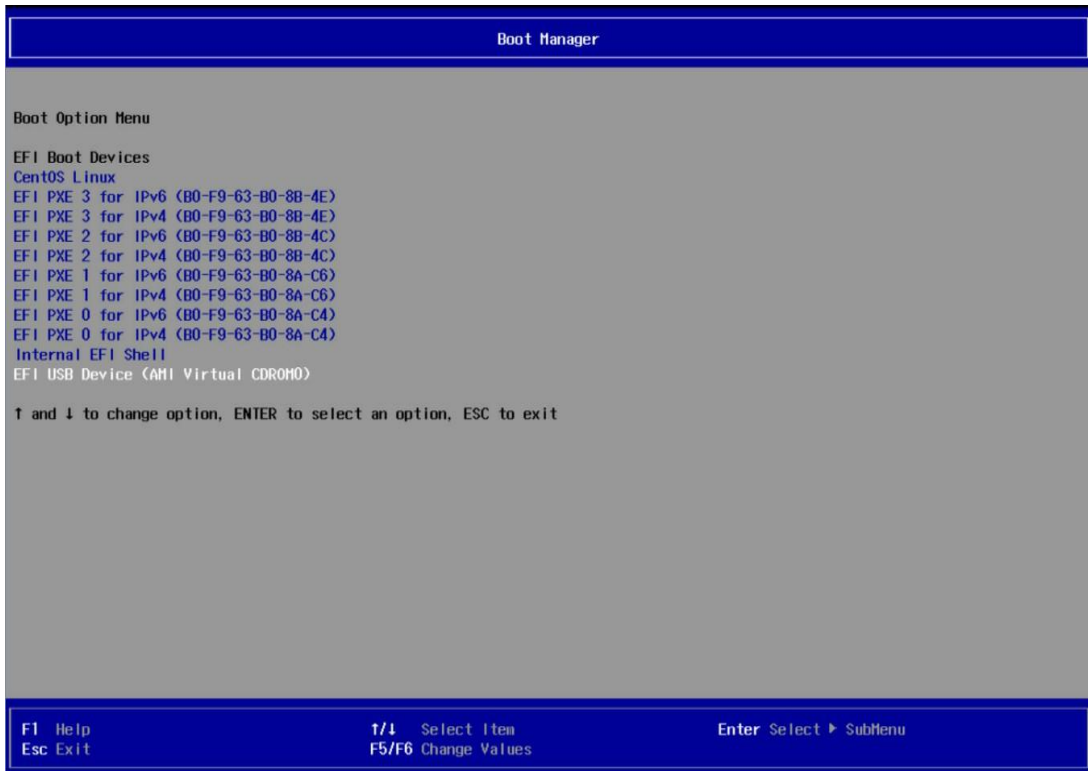 Boot Manager
Boot Option Menu
EFI Boot Devices
CentOS Linux
EFI PXE 3 for IPv6 (B0-F9-63-B0-8B-4E)
EFI PXE 3 for IPv4 (B0-F9-63-B0-8B-4E)
EFI PXE 2 for IPv6 (B0-F9-63-B0-8B-4C)
EFI PXE 2 for IPv4 (B0-F9-63-B0-8B-4C)
EFI PXE 1 for IPv6 (B0-F9-63-B0-8A-C6)
EFI PXE 1 for IPv4 (B0-F9-63-B0-8A-C6)
EFI PXE 0 for IPv6 (B0-F9-63-B0-8A-C4)
EFI PXE 0 for IPv4 (B0-F9-63-B0-8A-C4)
Internal EFI Shell
EFI USB Device (AMI Virtual CDROM0)
↑ and ↓ to change option, ENTER to select an option, ESC to exit
F1 Help ↑/↓ Select Item Enter Select ▶ SubMenu
Esc Exit F5/F6 Change Values